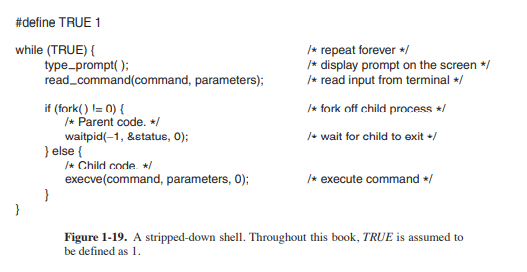 #define TRUE 1
while (TRUE) { /* repeat forever */
type_prompt( ); /* display prompt on the screen */
read_command(command, parameters); /* read input from terminal */
if (fork( ) != 0) { /* fork off child process */
/* Parent code. */
waitpid(−1, &status, 0); /* wait for child to exit */
} else {
/* Child code. */
execve(command, parameters, 0); /* execute command */
}
}
Figure 1-19. A stripped-down shell. Throughout this book, TRUE is assumed to
be defined as 1.